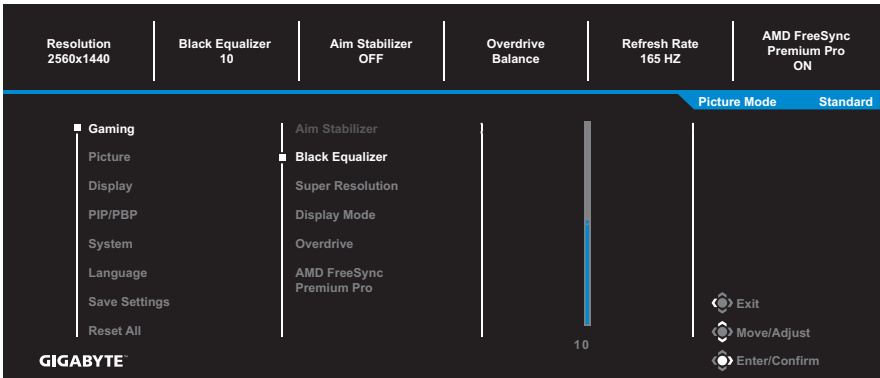 Resolution
2560x1440
Black Equalizer
10
Aim Stabilizer
OFF
Overdrive
Balance
Refresh Rate
165 HZ
AMD FreeSync
Premium Pro
ON
Picture Mode Standard
Gaming
Picture
Display
PIP/PBP
System
Language
Save Settings
Reset All
Aim Stabilizer
Black Equalizer
Super Resolution
Display Mode
Overdrive
AMD FreeSync
Premium Pro
10
Exit
Move/Adjust
Enter/Confirm
GIGABYTE™